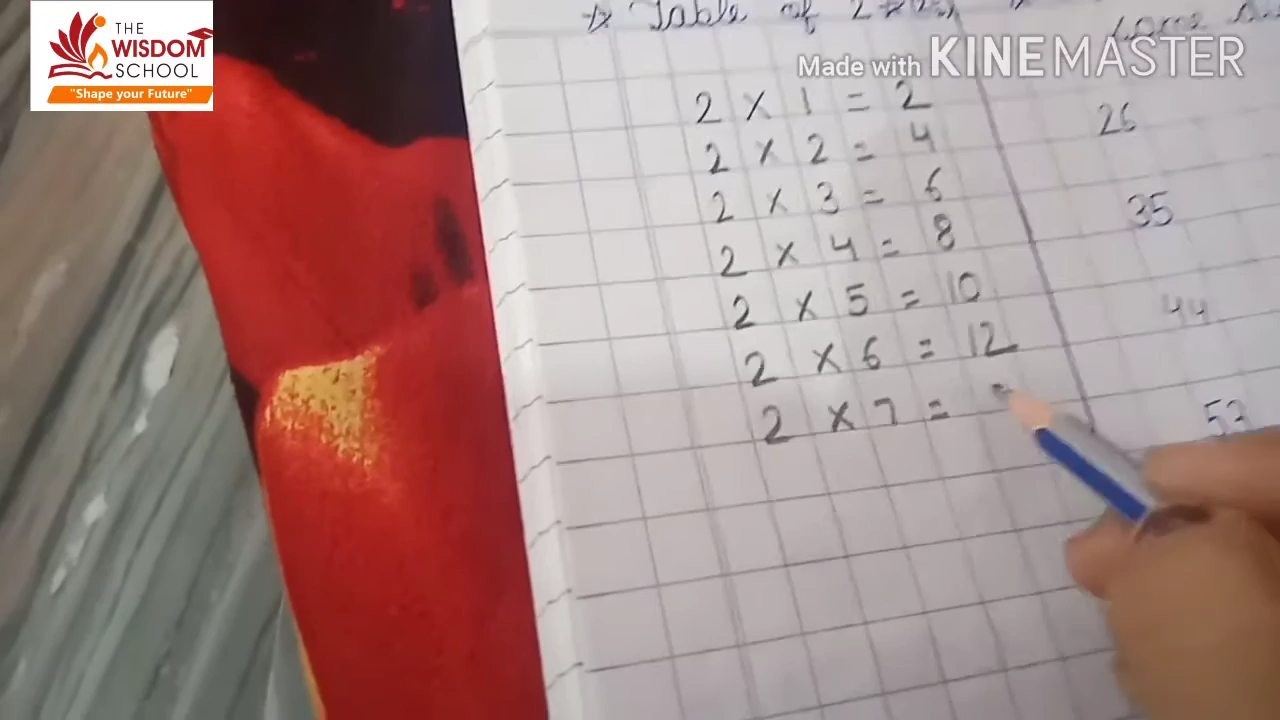 THE
WISDOM
SCHOOL
"Shape your Future"
Made with KINEMASTER
Table of 2
2 x 1 = 2
2 x 2 = 4
2 x 3 = 6
2 x 4 = 8
2 x 5 = 10
2 x 6 = 12
2 x 7 =
26
35
44